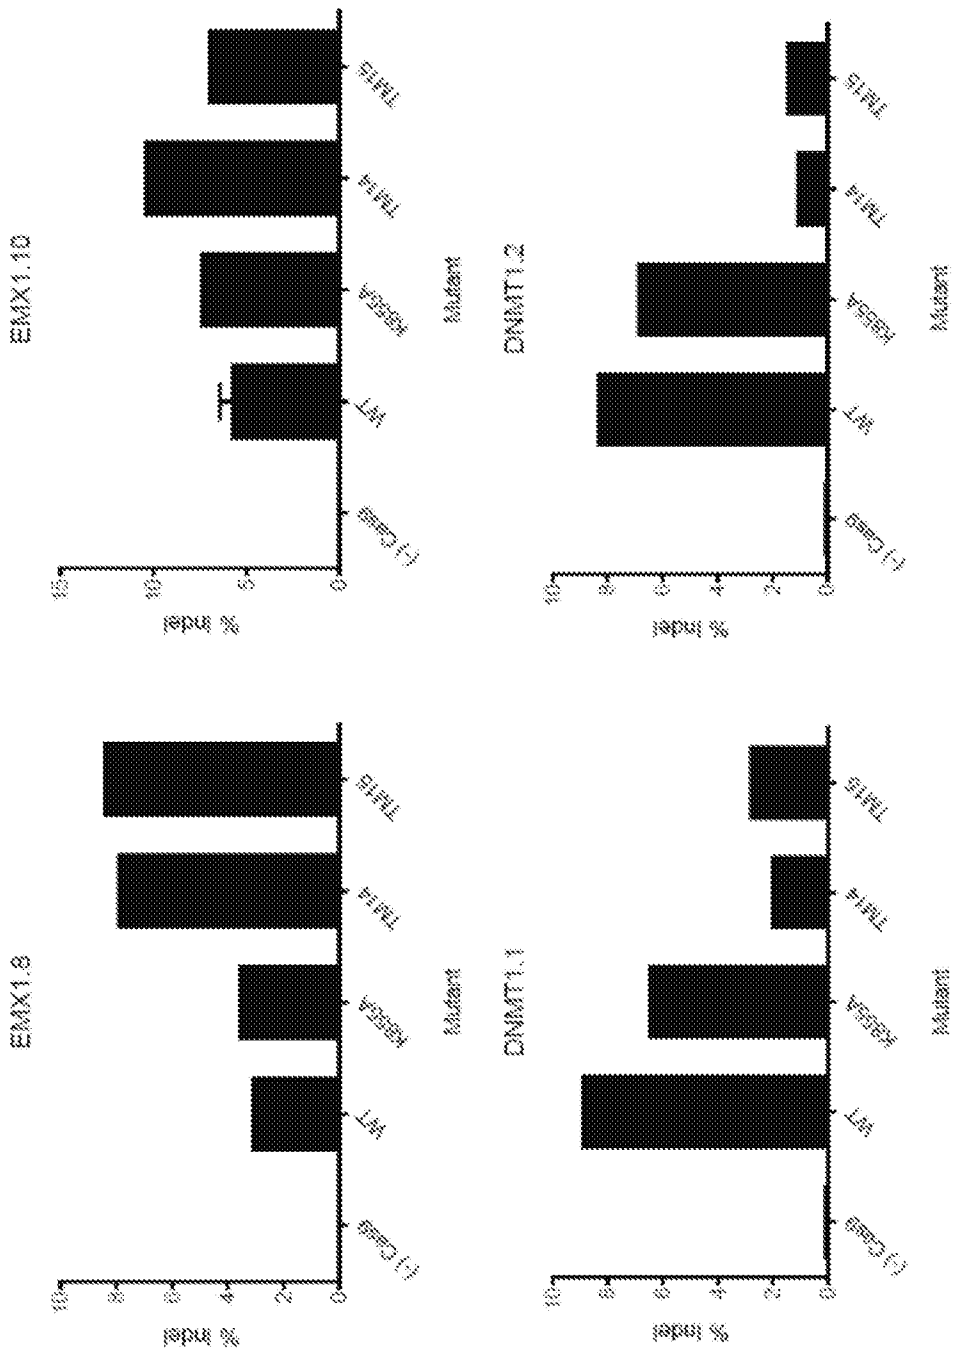 EMX1.8
% indel
10
8
6
4
2
0
(-) Cas9
WT
K855A
TM14
TM15
Mutant
EMX1.10
% indel
15
10
5
0
(-) Cas9
WT
K855A
TM14
TM15
Mutant
DNMT1.1
% indel
10
8
6
4
2
0
(-) Cas9
WT
K855A
TM14
TM15
Mutant
DNMT1.2
% indel
10
8
6
4
2
0
(-) Cas9
WT
K855A
TM14
TM15
Mutant